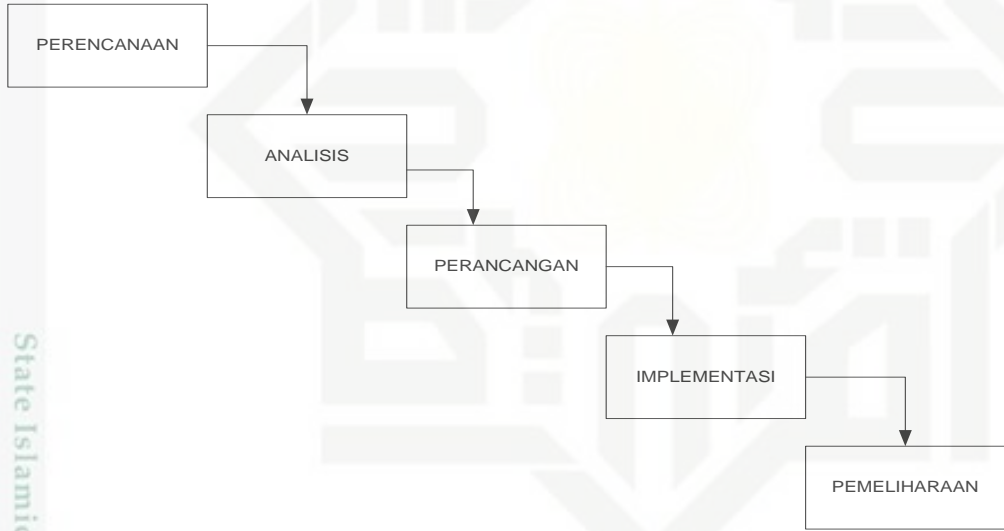 PERENCANAAN
ANALISIS
PERANCANGAN
IMPLEMENTASI
PEMELIHARAAN
State Islamic